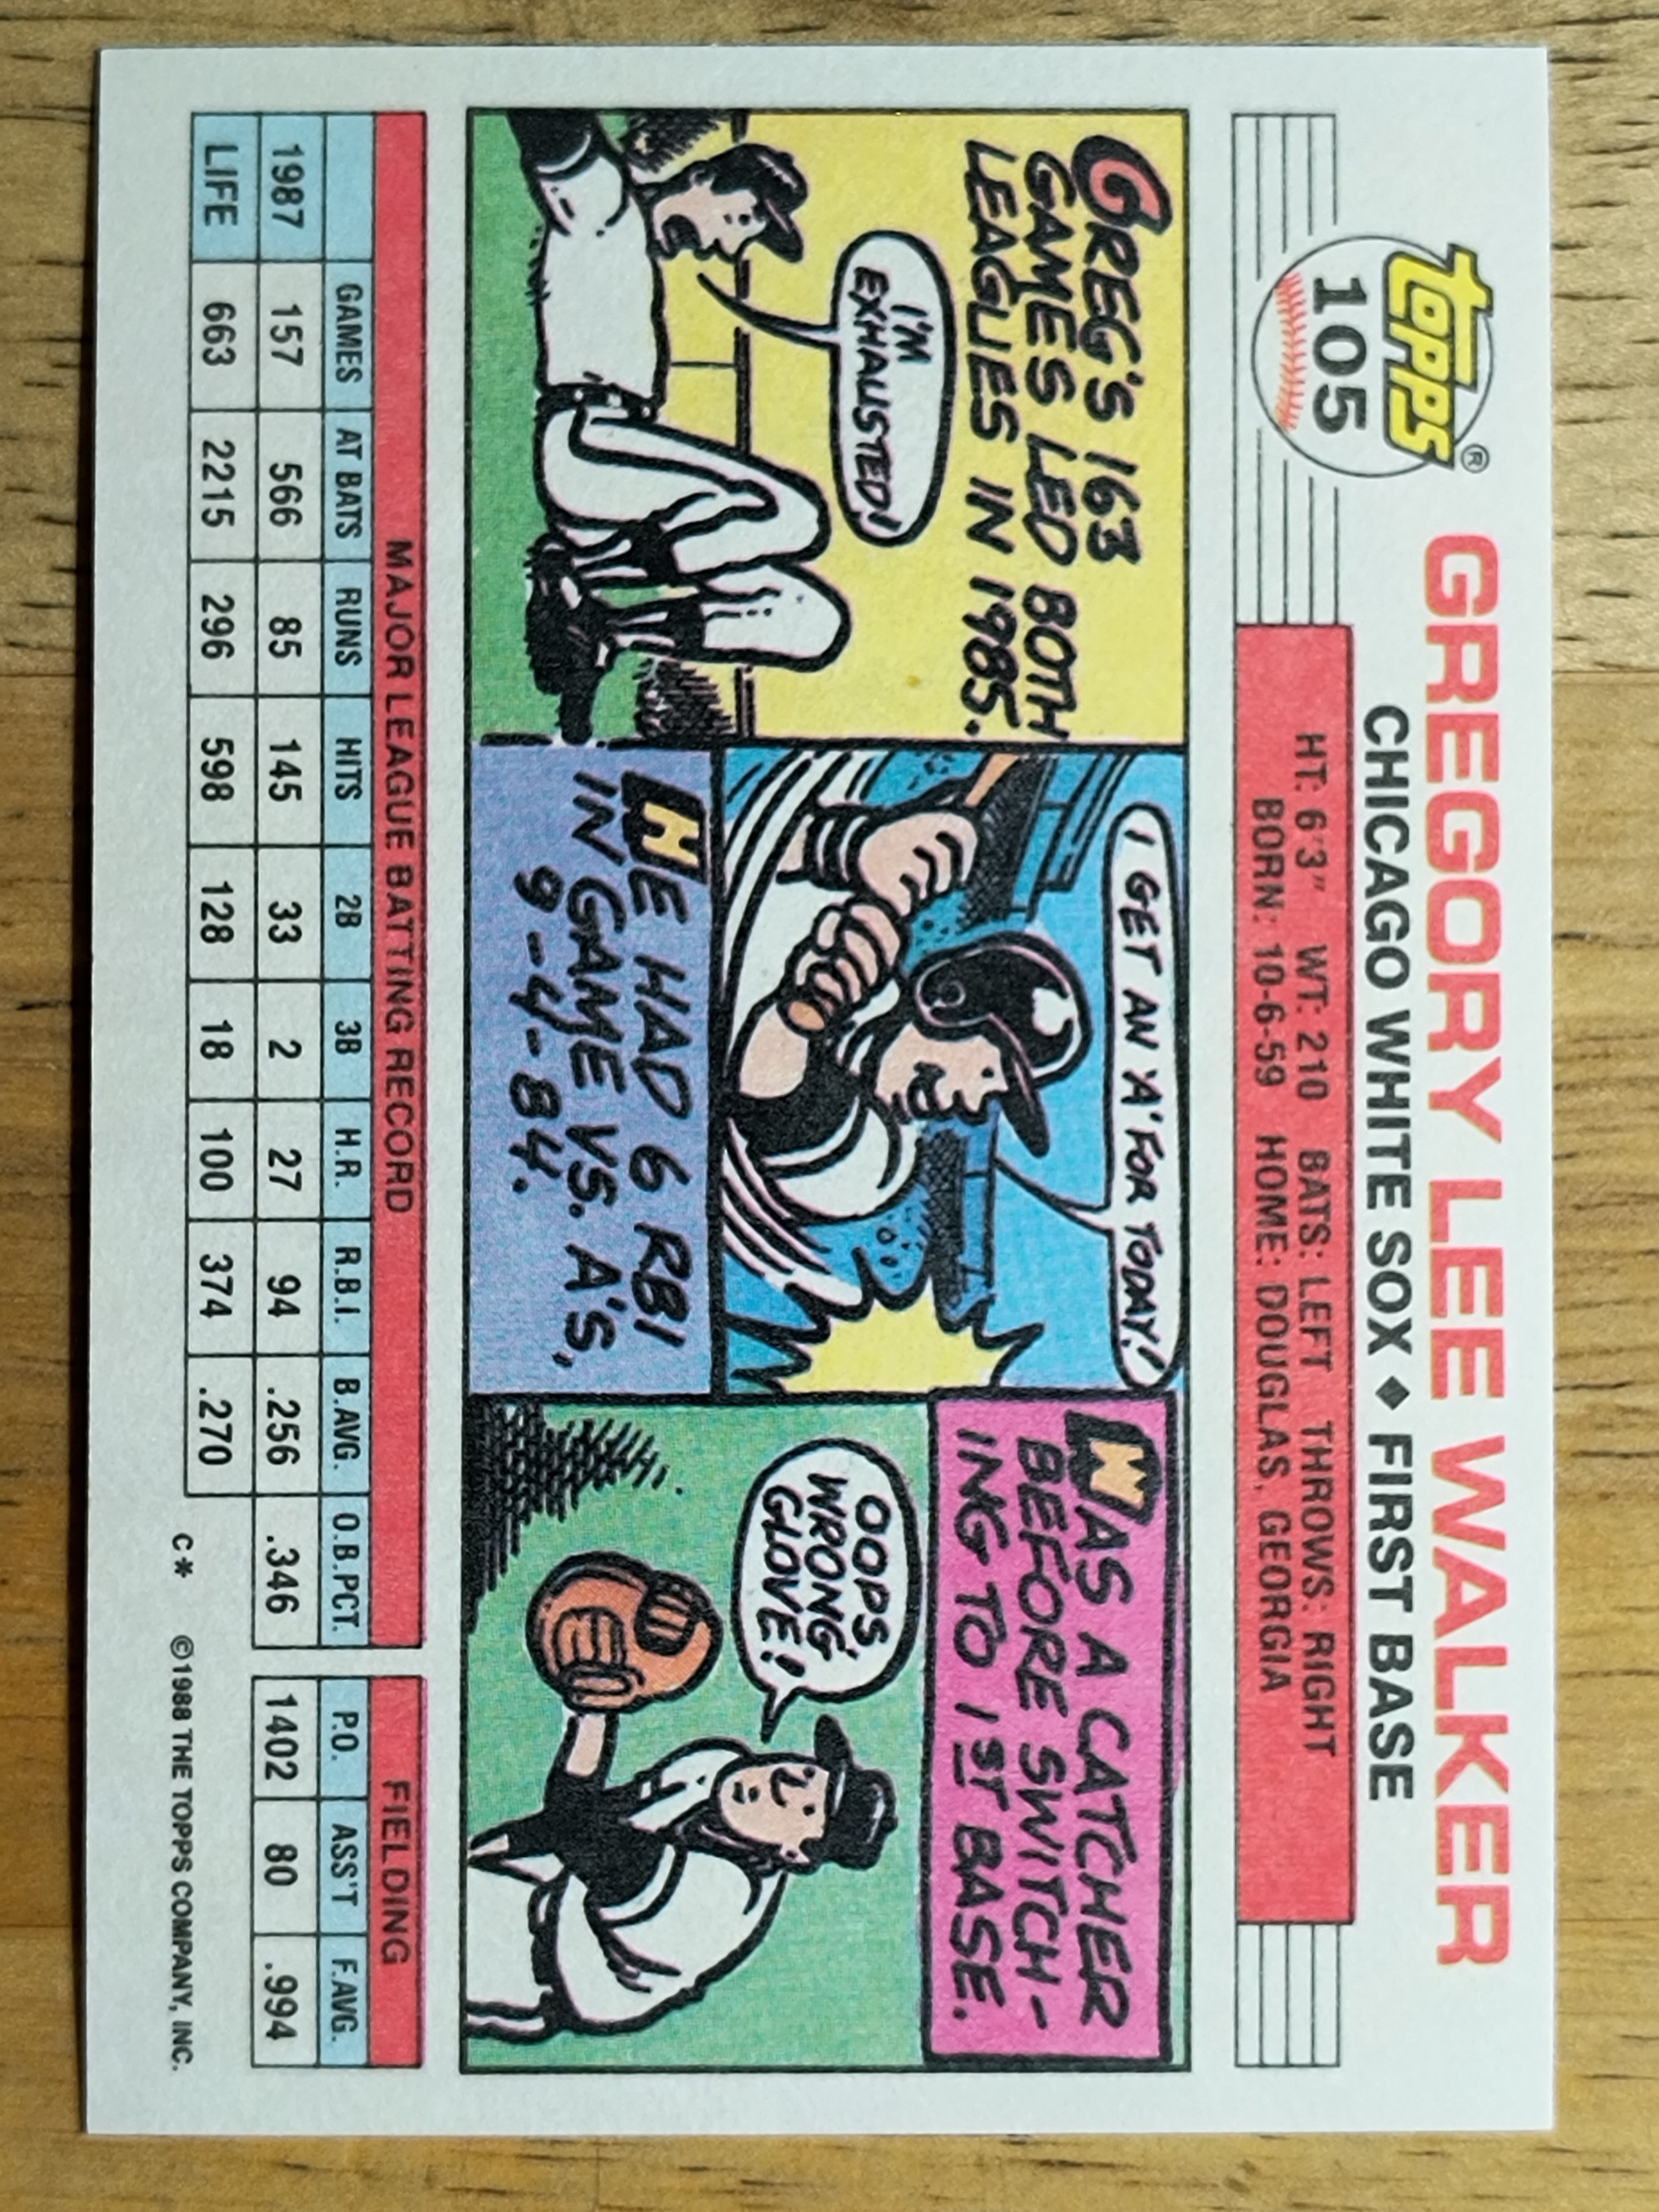 topps®
105
GREGORY LEE WALKER
CHICAGO WHITE SOX ◆ FIRST BASE
HT: 6'3" WT: 210 BATS: LEFT THROWS: RIGHT
BORN: 10-6-59 HOME: DOUGLAS, GEORGIA
GREG'S 163
GAMES LED BOTH
LEAGUES IN 1985.
I'M
EXHAUSTED!
I GET AN 'A' FOR TODAY!
HE HAD 6 RBI
IN GAME VS. A'S,
9-4-84.
WAS A CATCHER
BEFORE SWITCH-
ING TO 1ST BASE.
OOPS
WRONG
GLOVE!
MAJOR LEAGUE BATTING RECORD FIELDING
GAMES AT BATS RUNS HITS 2B 3B H.R. R.B.I. B.AVG. O.B.PCT. P.O. ASS'T F.AVG.
1987 157 566 85 145 33 2 27 94 .256 .346 1402 80 .994
LIFE 663 2215 296 598 128 18 100 374 .270
C* ©1988 THE TOPPS COMPANY, INC.